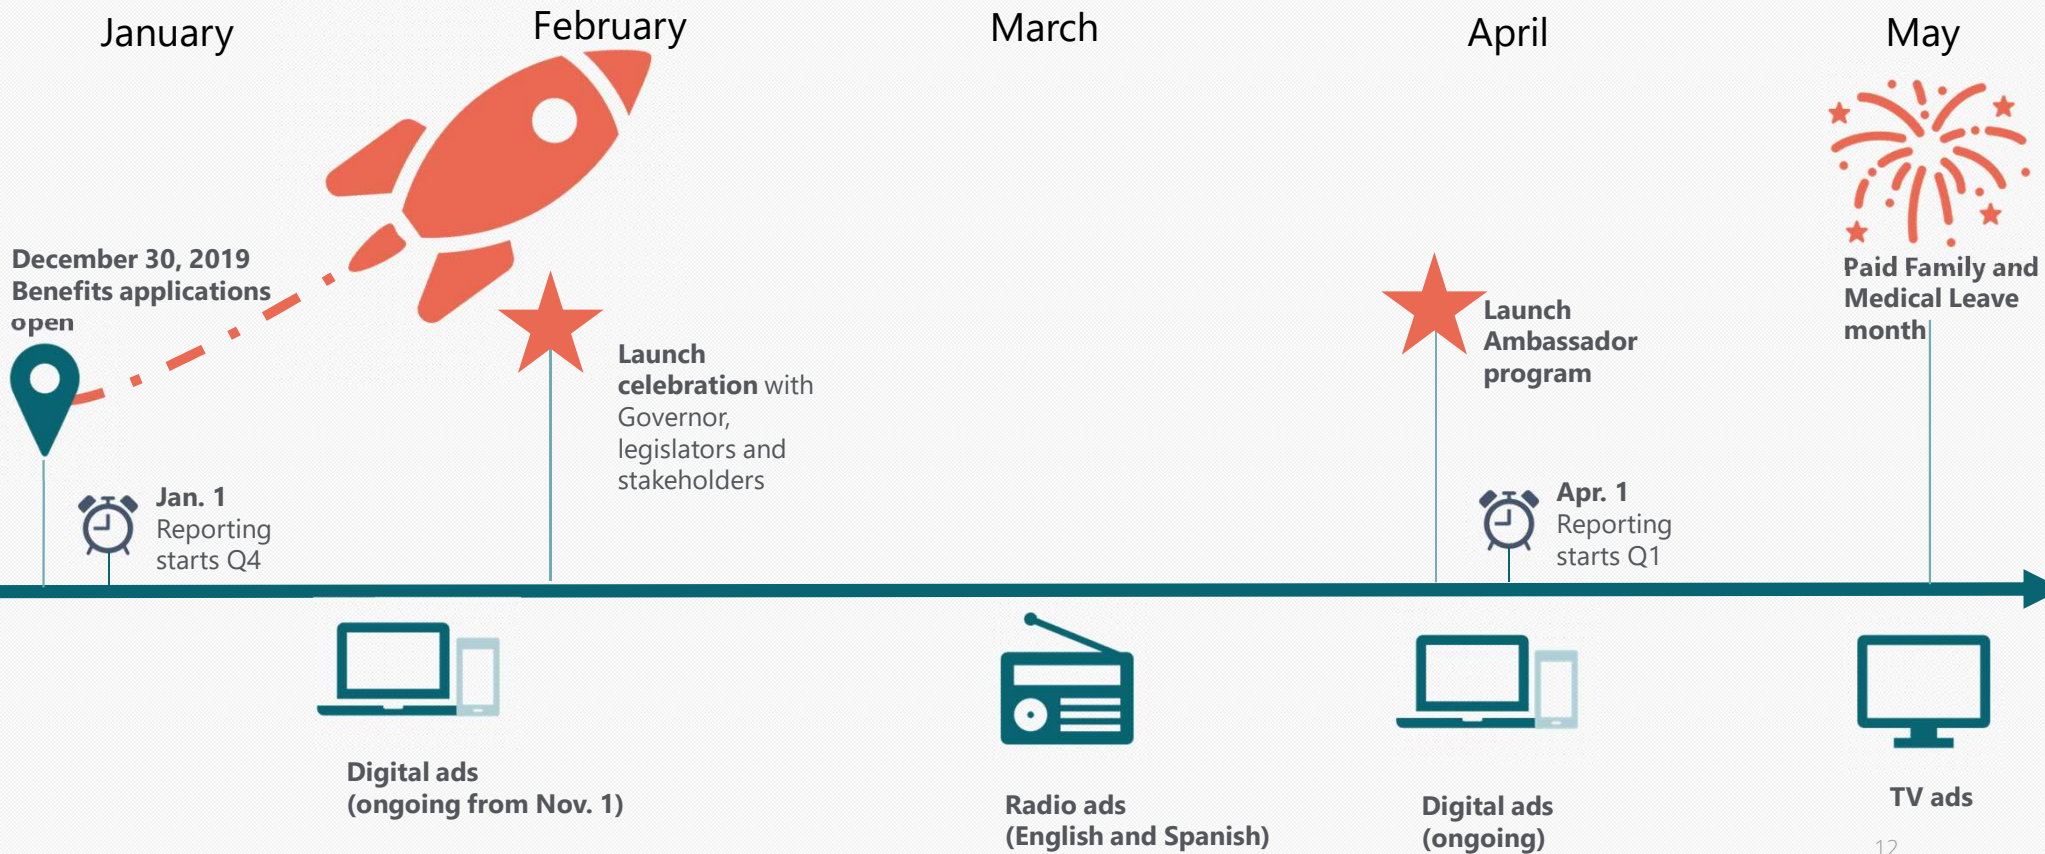 January
February
March
April
May
December 30, 2019
Benefits applications
open
Jan. 1
Reporting
starts Q4
Launch
celebration with
Governor,
legislators and
stakeholders
Launch
Ambassador
program
Apr. 1
Reporting
starts Q1
Paid Family and
Medical Leave
month
Digital ads
(ongoing from Nov. 1)
Radio ads
(English and Spanish)
Digital ads
(ongoing)
TV ads
12